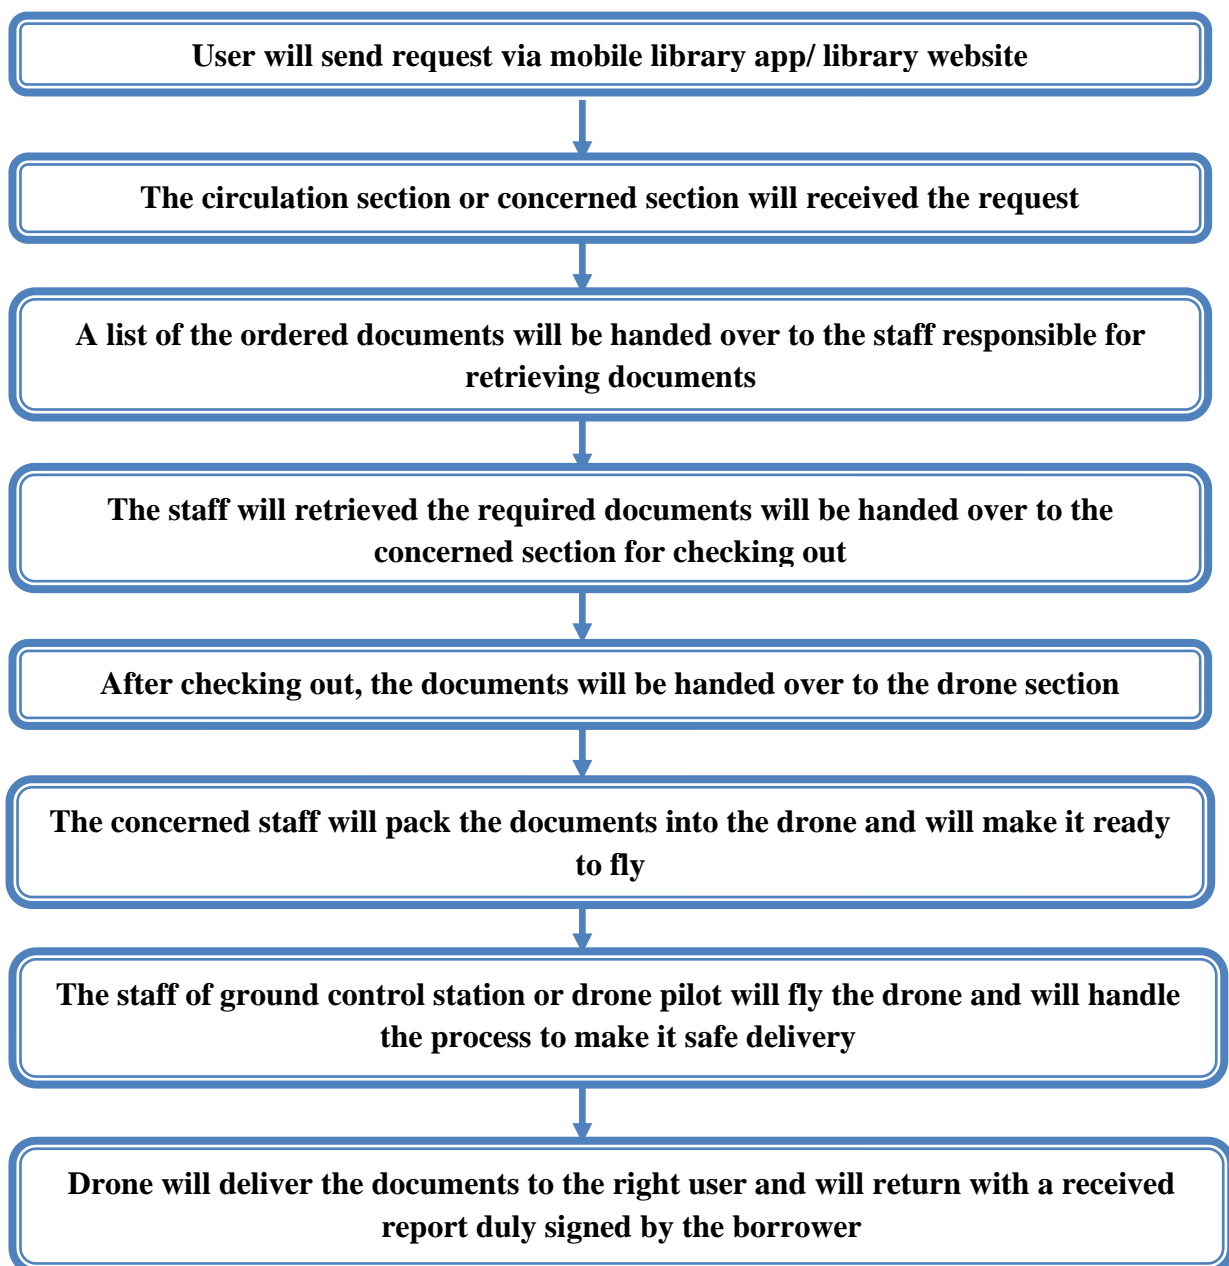 User will send request via mobile library app/ library website
The circulation section or concerned section will received the request
A list of the ordered documents will be handed over to the staff responsible for
retrieving documents
The staff will retrieved the required documents will be handed over to the
concerned section for checking out
After checking out, the documents will be handed over to the drone section
The concerned staff will pack the documents into the drone and will make it ready
to fly
The staff of ground control station or drone pilot will fly the drone and will handle
the process to make it safe delivery
Drone will deliver the documents to the right user and will return with a received
report duly signed by the borrower